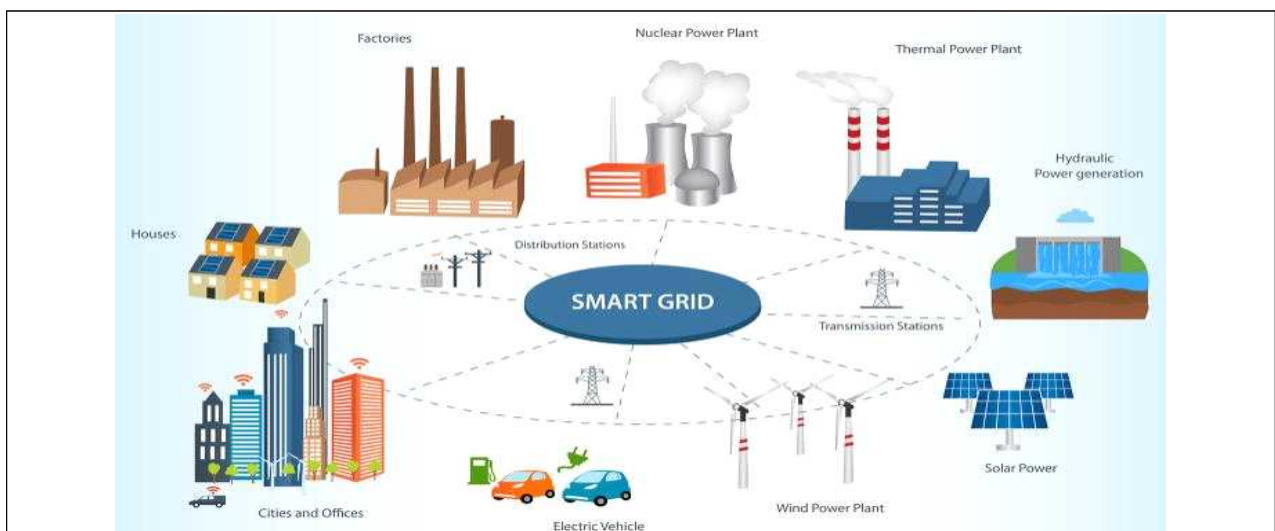 Factories
Nuclear Power Plant
Thermal Power Plant
Hydraulic
Power generation
Houses
Distribution Stations
SMART GRID
Transmission Stations
Solar Power
Wind Power Plant
Cities and Offices
Electric Vehicle